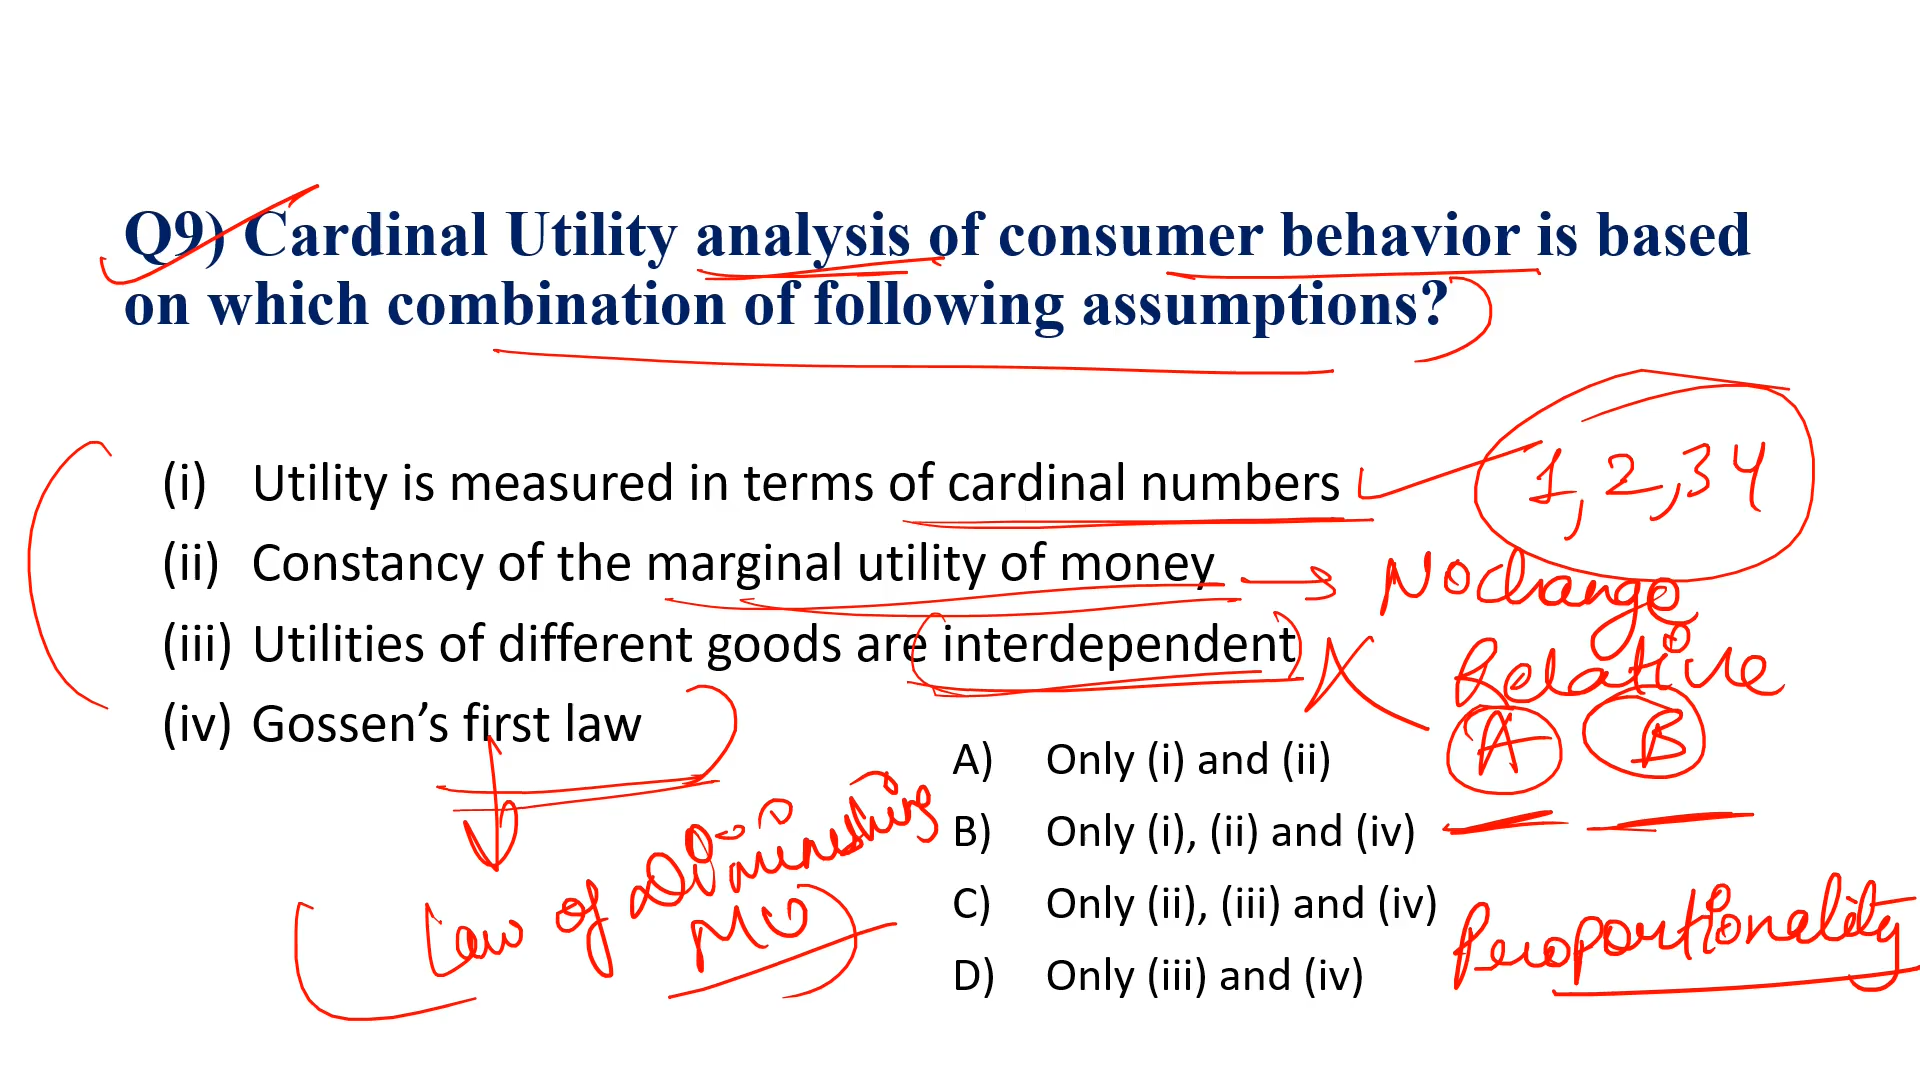 Q9) Cardinal Utility analysis of consumer behavior is based
on which combination of following assumptions?
(i) Utility is measured in terms of cardinal numbers
1, 2, 3 4
(ii) Constancy of the marginal utility of money
No change
(iii) Utilities of different goods are interdependent
Relative
(iv) Gossen's first law
A B
A) Only (i) and (ii)
B) Only (i), (ii) and (iv)
C) Only (ii), (iii) and (iv)
D) Only (iii) and (iv)
Law of
MU
Proportionality